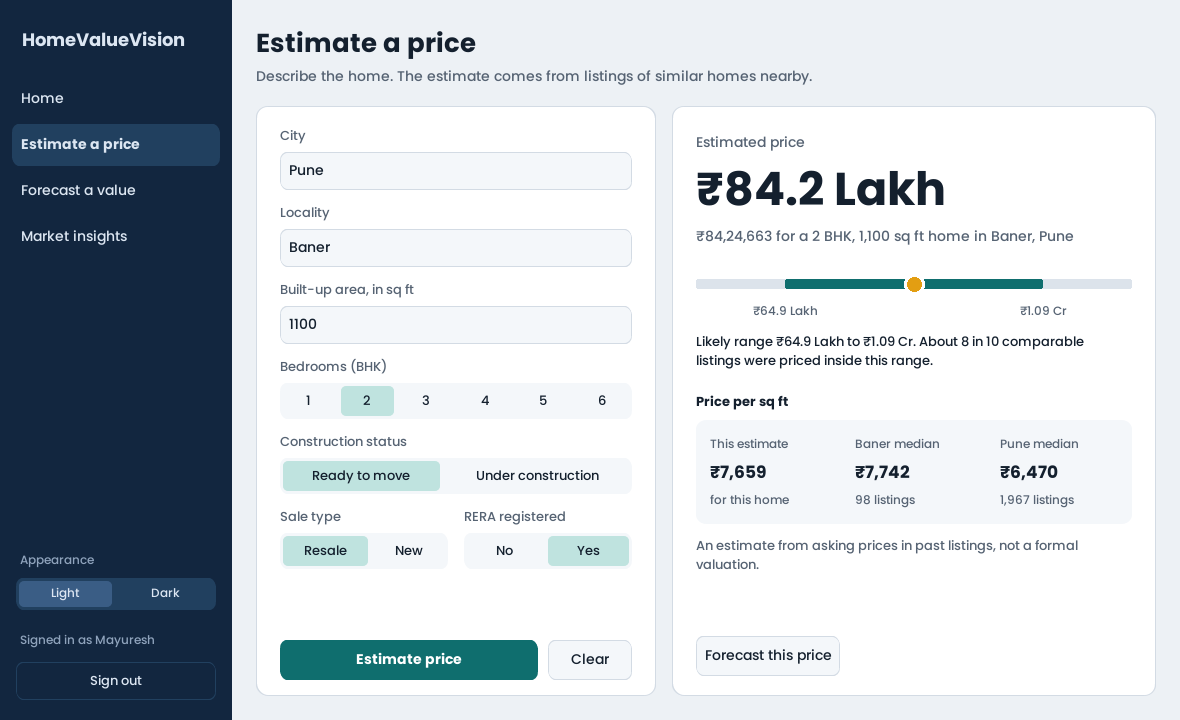 HomeValueVision
Home
Estimate a price
Forecast a value
Market insights
Appearance
Light
Dark
Signed in as Mayuresh
Sign out
Estimate a price
Describe the home. The estimate comes from listings of similar homes nearby.
City
Pune
Locality
Baner
Built-up area, in sq ft
1100
Bedrooms (BHK)
1 2 3 4 5 6
Construction status
Ready to move Under construction
Sale type RERA registered
Resale New No Yes
Estimate price Clear
Estimated price
₹84.2 Lakh
₹84,24,663 for a 2 BHK, 1,100 sq ft home in Baner, Pune
₹64.9 Lakh ₹1.09 Cr
Likely range ₹64.9 Lakh to ₹1.09 Cr. About 8 in 10 comparable
listings were priced inside this range.
Price per sq ft
This estimate Baner median Pune median
₹7,659 ₹7,742 ₹6,470
for this home 98 listings 1,967 listings
An estimate from asking prices in past listings, not a formal
valuation.
Forecast this price